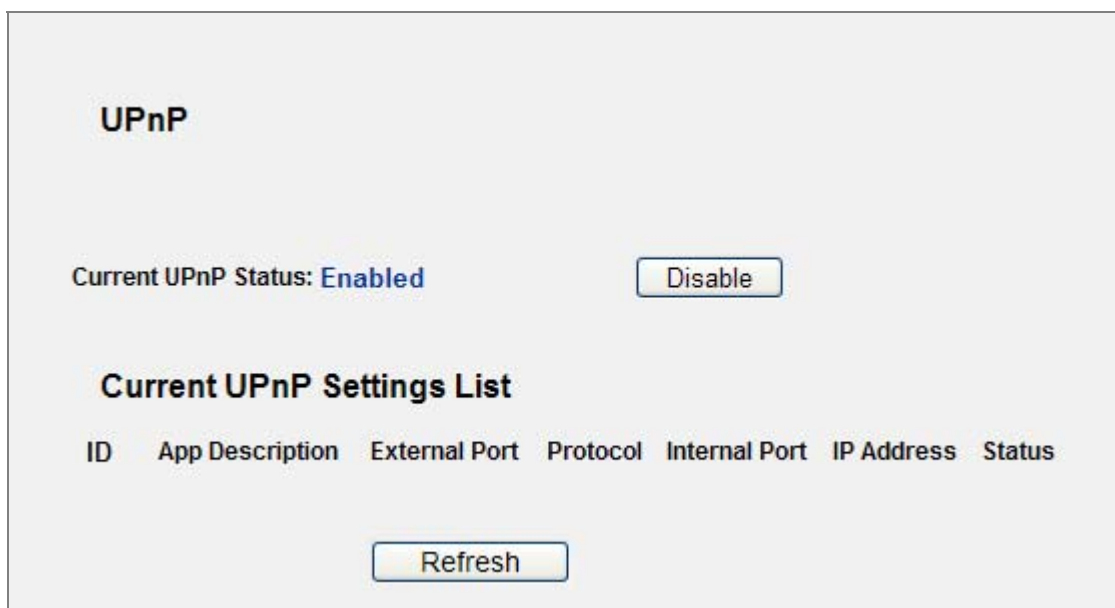 UPnP
Current UPnP Status: Enabled Disable
Current UPnP Settings List
ID App Description External Port Protocol Internal Port IP Address Status
Refresh